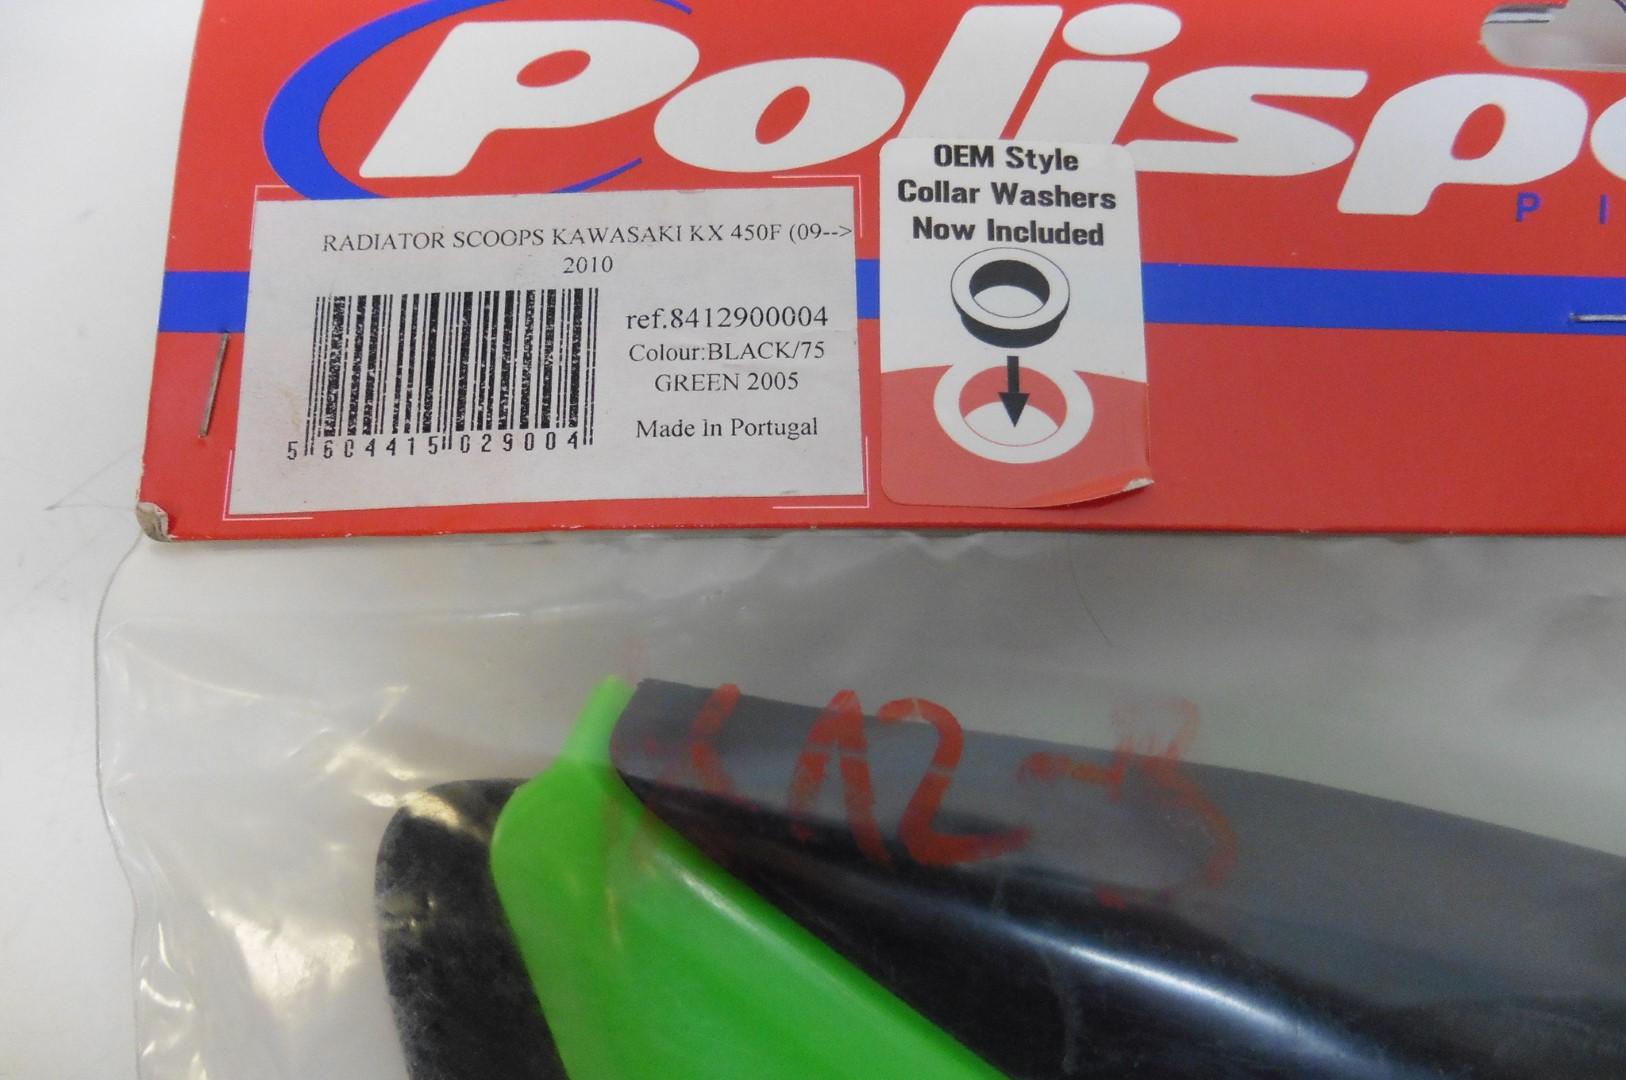 Polispo
P I
OEM Style
Collar Washers
Now Included
RADIATOR SCOOPS KAWASAKI KX 450F (09-->
2010
ref.8412900004
Colour:BLACK/75
GREEN 2005
Made in Portugal
5 604415 029004